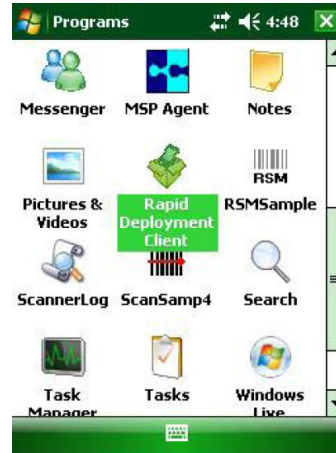 Programs 4:48
Messenger MSP Agent Notes
RSM
Pictures & Rapid RSMSample
Videos Deployment
Client
ScannerLog ScanSamp4 Search
Task Tasks Windows
Manager Live